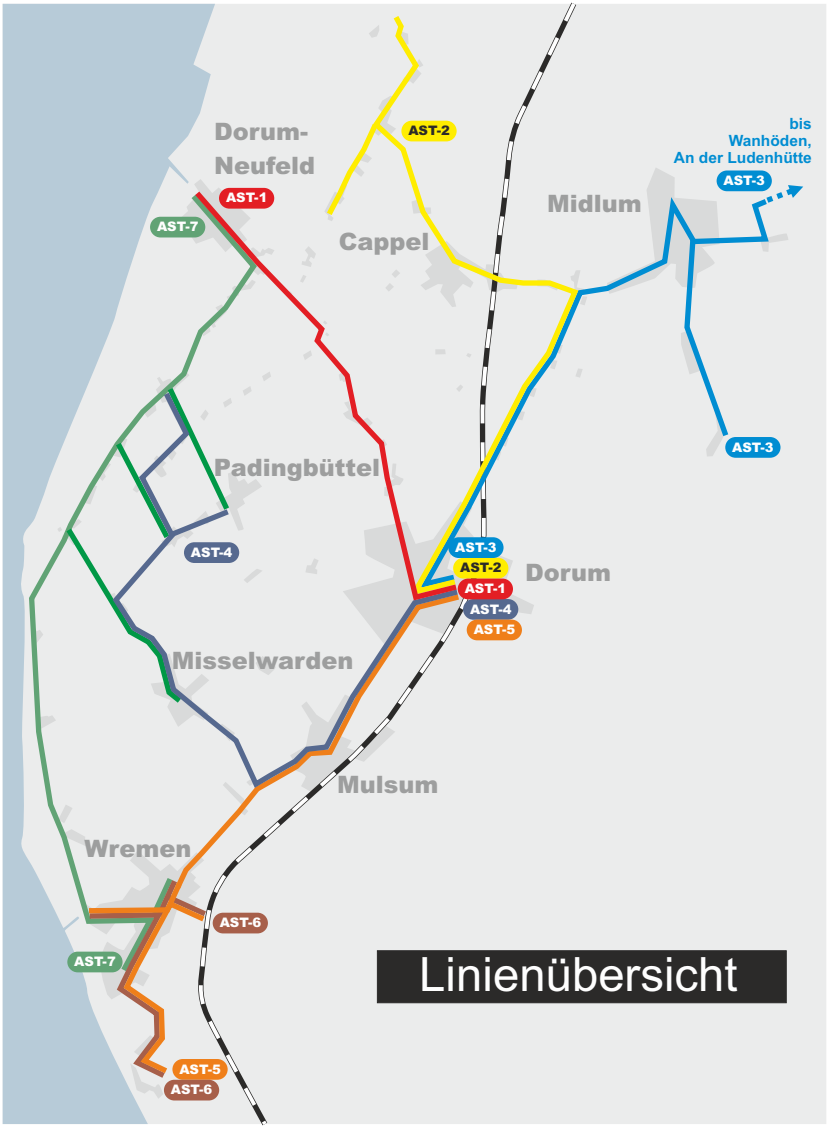 bis
Wanhöden,
An der Ludenhütte
AST-3
AST-2
Dorum-
Neufeld
AST-1
AST-7
Midlum
Cappel
AST-3
Padingbüttel
AST-4
AST-3
AST-2
AST-1
AST-4
AST-5
Dorum
Misselwarden
Mulsum
Wremen
AST-6
AST-7
Linienübersicht
AST-5
AST-6